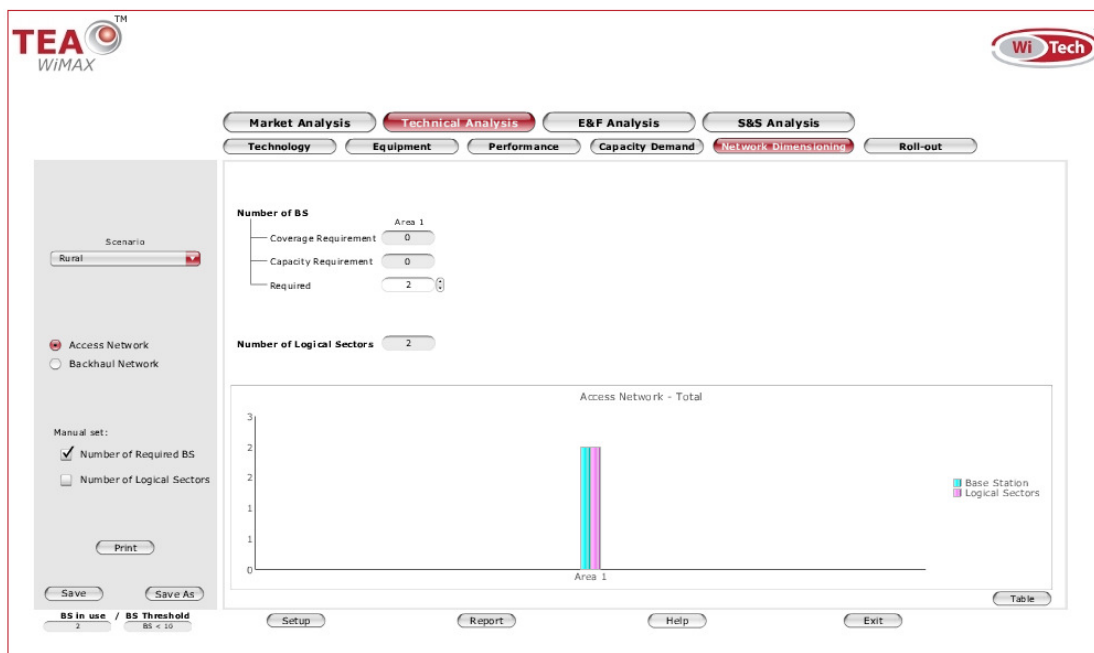 TEA TM
WiMAX
Wi Tech
Market Analysis Technical Analysis E&F Analysis S&S Analysis
Technology Equipment Performance Capacity Demand Network Dimensioning Roll-out
Scenario
Rural
Access Network
Backhaul Network
Manual set:
Number of Required BS
Number of Logical Sectors
Print
Save Save As
BS in use / BS Threshold
2 BS < 10
Number of BS
Area 1
Coverage Requirement 0
Capacity Requirement 0
Required 2
Number of Logical Sectors 2
Access Network - Total
3
2
2
1
1
0
Area 1
Base Station
Logical Sectors
Table
Setup Report Help Exit